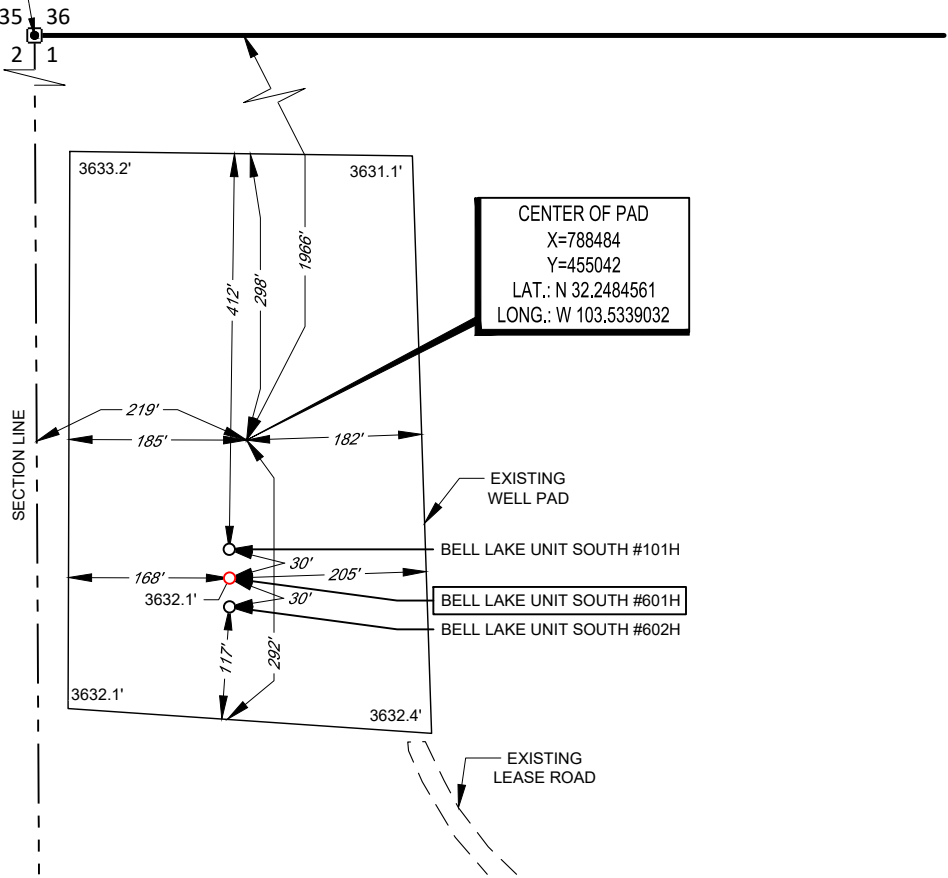 35 36
2 1
3633.2'
3631.1'
CENTER OF PAD
X=788484
Y=455042
LAT.: N 32.2484561
LONG.: W 103.5339032
412'
298'
1966'
219'
185'
182'
SECTION LINE
EXISTING
WELL PAD
BELL LAKE UNIT SOUTH #101H
30'
168'
205'
3632.1'
30'
BELL LAKE UNIT SOUTH #601H
BELL LAKE UNIT SOUTH #602H
117'
292'
3632.1'
3632.4'
EXISTING
LEASE ROAD